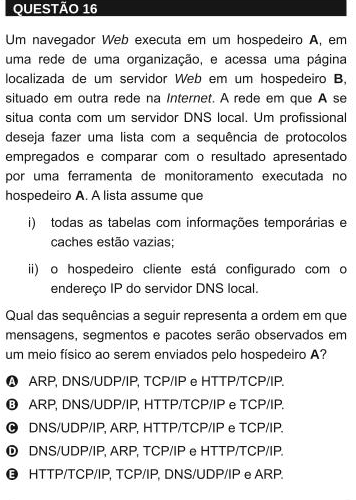 QUESTÃO 16
Um navegador Web executa em um hospedeiro A, em
uma rede de uma organização, e acessa uma página
localizada de um servidor Web em um hospedeiro B,
situado em outra rede na Internet. A rede em que A se
situa conta com um servidor DNS local. Um profissional
deseja fazer uma lista com a sequência de protocolos
empregados e comparar com o resultado apresentado
por uma ferramenta de monitoramento executada no
hospedeiro A. A lista assume que
i) todas as tabelas com informações temporárias e
caches estão vazias;
ii) o hospedeiro cliente está configurado com o
endereço IP do servidor DNS local.
Qual das sequências a seguir representa a ordem em que
mensagens, segmentos e pacotes serão observados em
um meio físico ao serem enviados pelo hospedeiro A?
A ARP, DNS/UDP/IP, TCP/IP e HTTP/TCP/IP.
B ARP, DNS/UDP/IP, HTTP/TCP/IP e TCP/IP.
C DNS/UDP/IP, ARP, HTTP/TCP/IP e TCP/IP.
D DNS/UDP/IP, ARP, TCP/IP e HTTP/TCP/IP.
E HTTP/TCP/IP, TCP/IP, DNS/UDP/IP e ARP.